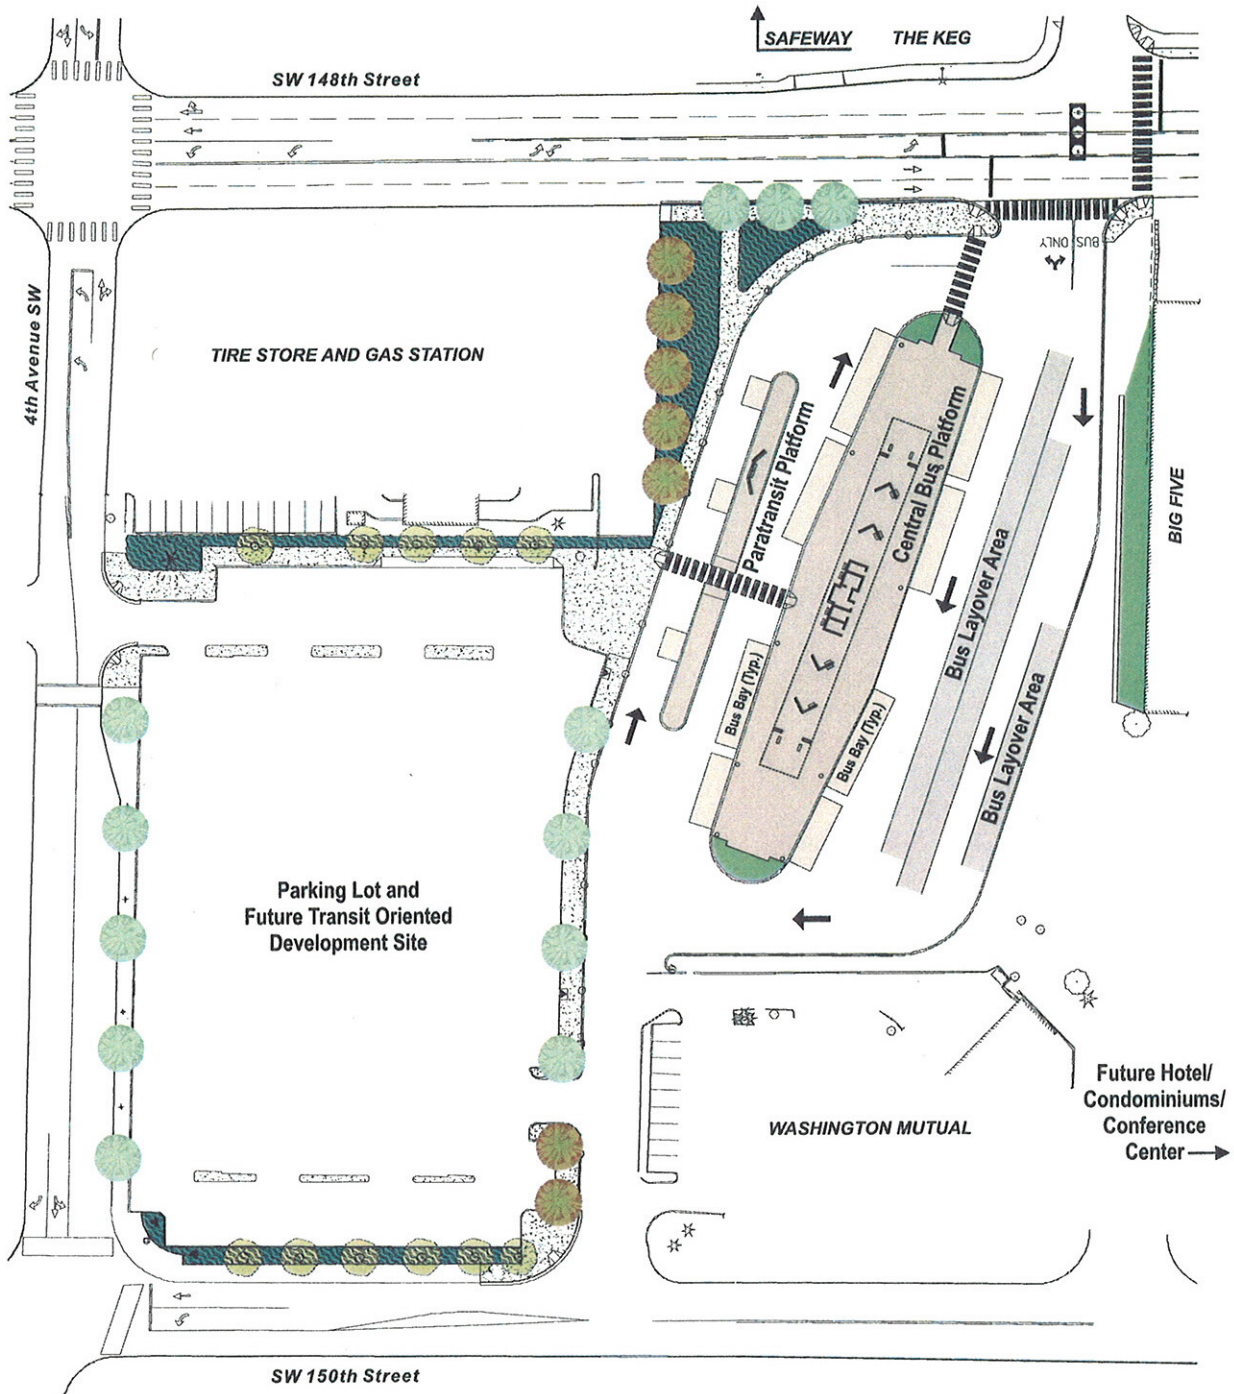 SAFEWAY
THE KEG
SW 148th Street
BUS ONLY
4th Avenue SW
TIRE STORE AND GAS STATION
Paratransit Platform
Central Bus Platform
BIG FIVE
Bus Layover Area
Bus Bay (Typ.)
Bus Bay (Typ.)
Bus Layover Area
Parking Lot and
Future Transit Oriented
Development Site
Future Hotel/
Condominiums/
Conference
Center
WASHINGTON MUTUAL
SW 150th Street